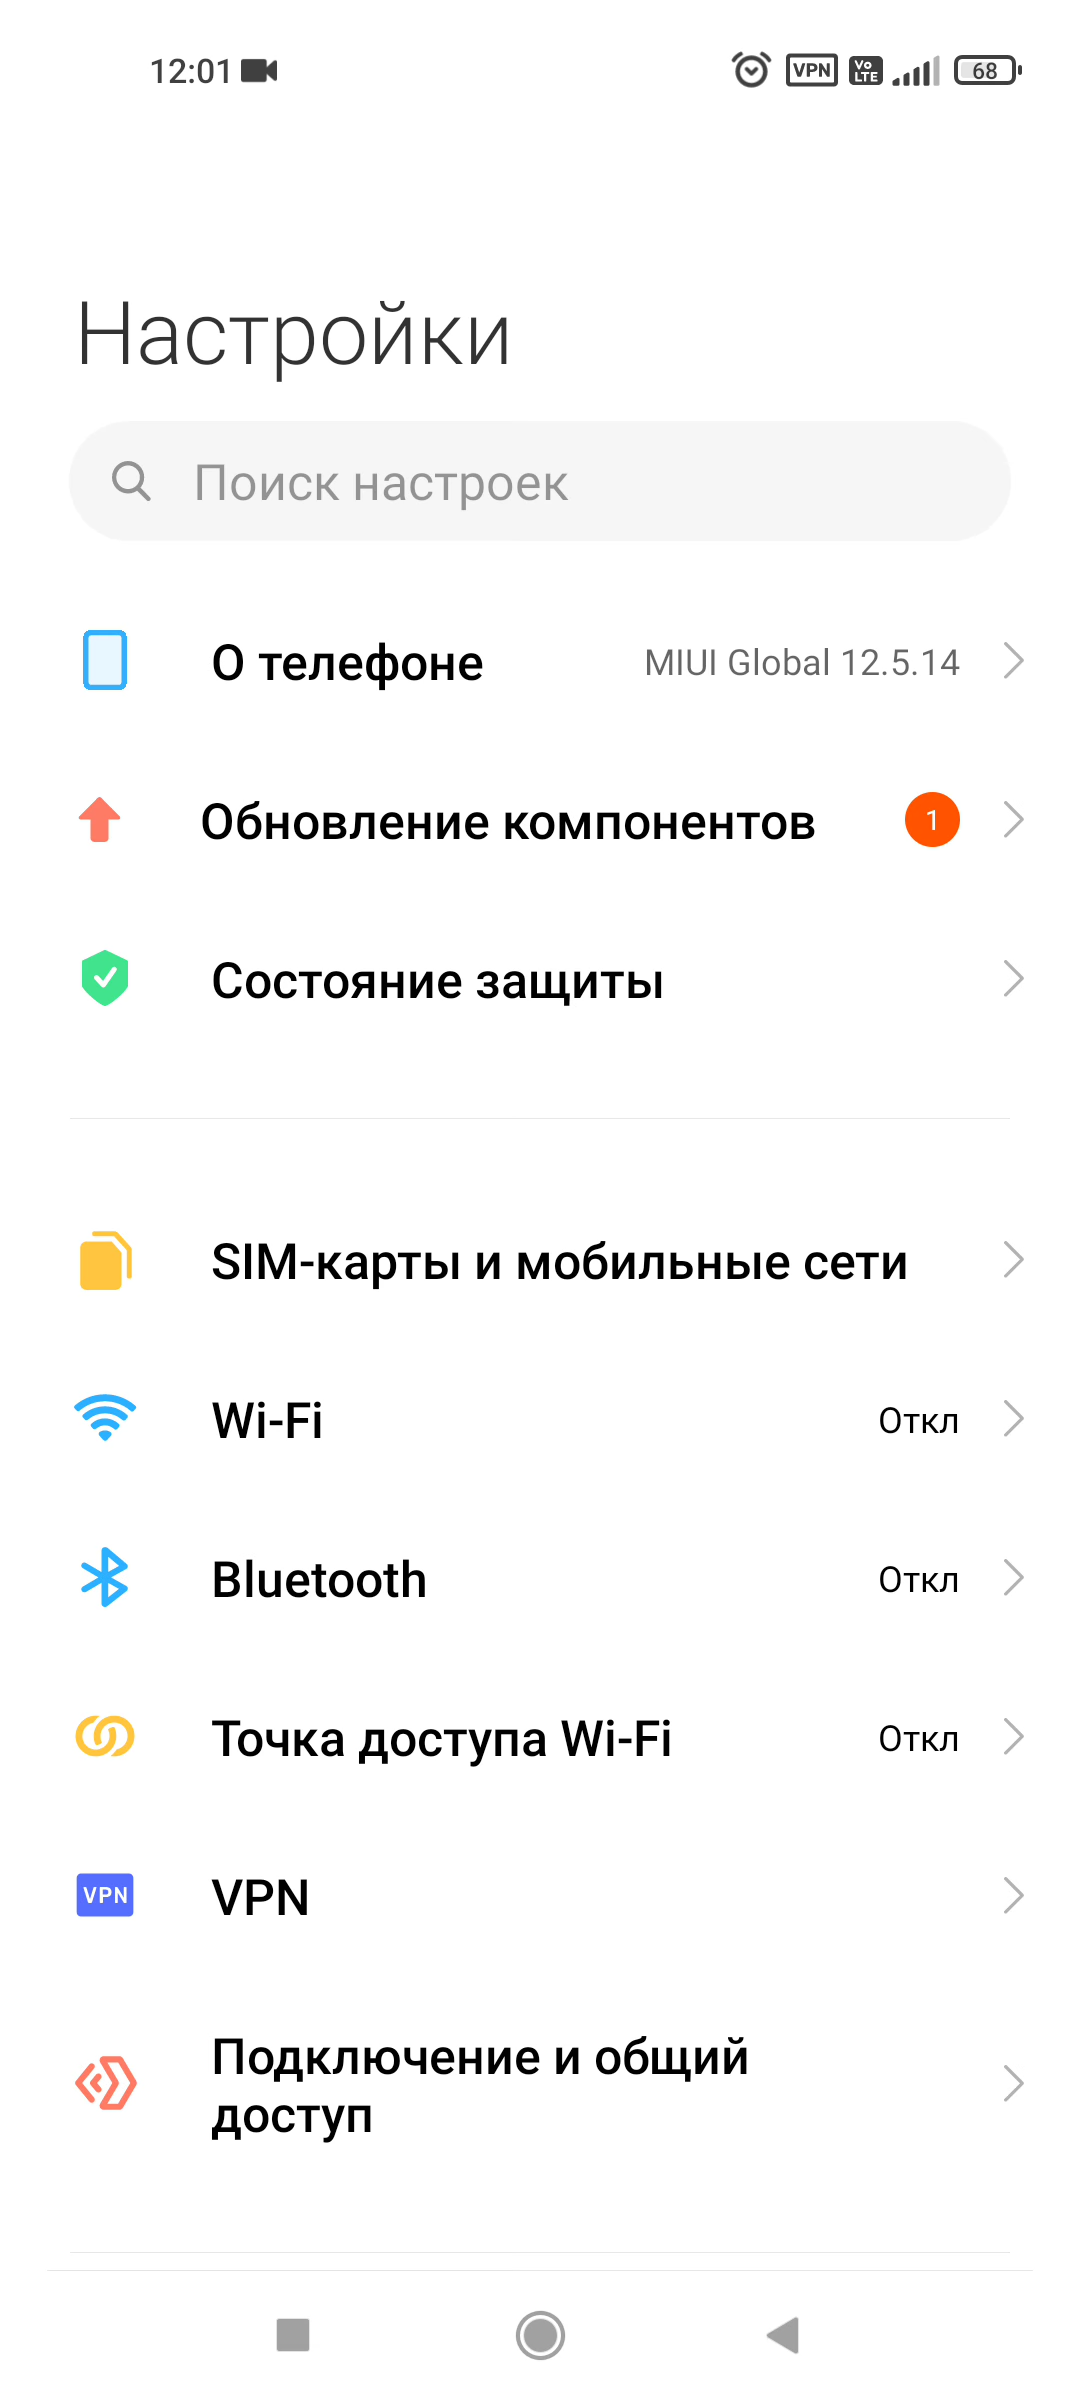 12:01 VPN Vo LTE 68
Настройки
Поиск настроек
О телефоне MIUI Global 12.5.14
Обновление компонентов 1
Состояние защиты
SIM-карты и мобильные сети
Wi-Fi Откл
Bluetooth Откл
Точка доступа Wi-Fi Откл
VPN VPN
Подключение и общий
доступ